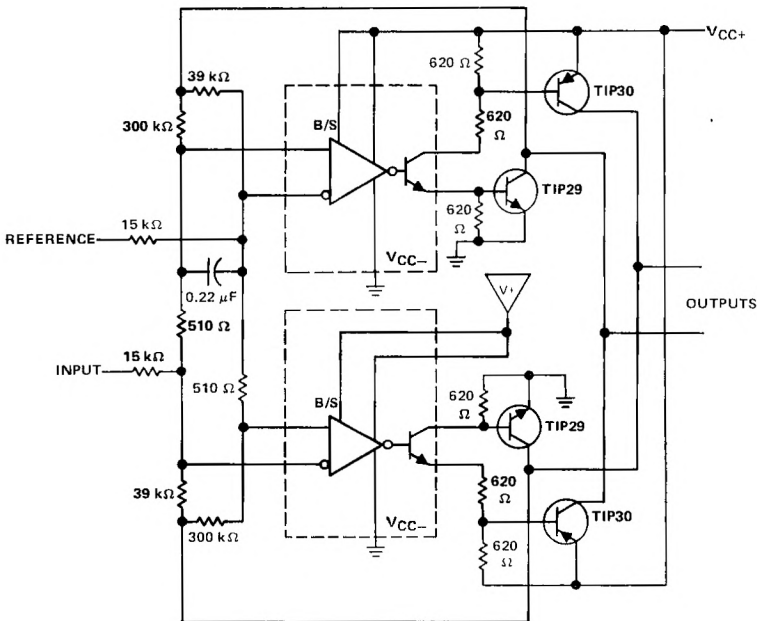 VCC+
39 kΩ
620 Ω
TIP30
300 kΩ
B/S
620
Ω
TIP29
15 kΩ
REFERENCE
620
Ω
VCC−
0.22 µF
V+
510 Ω
OUTPUTS
15 kΩ
INPUT
510 Ω
B/S
620
Ω
TIP29
39 kΩ
620
Ω
TIP30
VCC−
300 kΩ
620
Ω